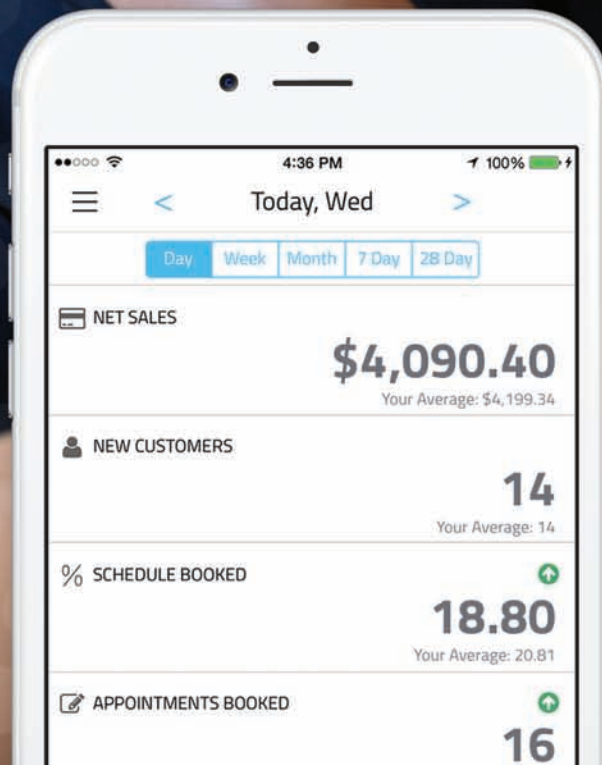 4:36 PM
100%
< Today, Wed >
Day Week Month 7 Day 28 Day
NET SALES
$4,090.40
Your Average: $4,199.34
NEW CUSTOMERS
14
Your Average: 14
% SCHEDULE BOOKED
18.80
Your Average: 20.81
APPOINTMENTS BOOKED
16